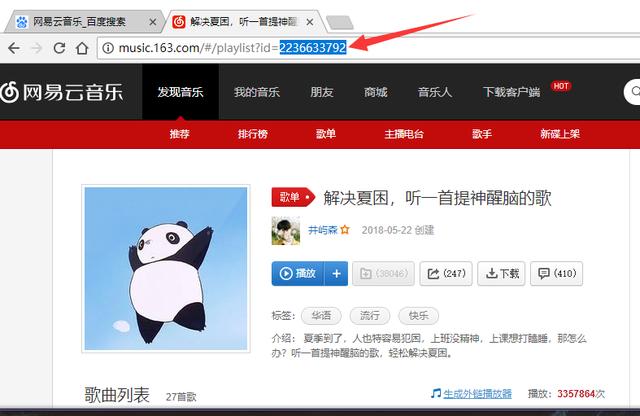 网易云音乐_百度搜索
解决夏困，听一首提神醒脑
music.163.com/#/playlist?id=2236633792
网易云音乐
发现音乐
我的音乐
朋友
商城
音乐人
下载客户端
HOT
推荐
排行榜
歌单
主播电台
歌手
新碟上架
歌单
解决夏困，听一首提神醒脑的歌
井屿森
2018-05-22 创建
播放
+
(38046)
(247)
下载
(410)
标签：
华语
流行
快乐
介绍： 夏季到了，人也特容易犯困，上班没精神，上课想打瞌睡，那怎么
办？听一首提神醒脑的歌，轻松解决夏困。
歌曲列表
27首歌
生成外链播放器
播放：3357864次